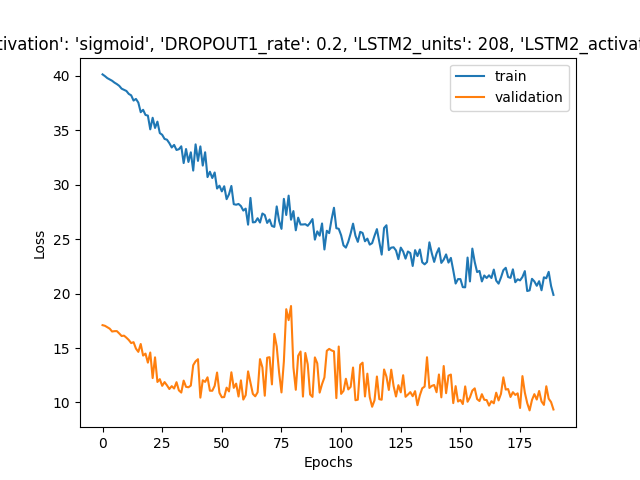 tivation': 'sigmoid', 'DROPOUT1_rate': 0.2, 'LSTM2_units': 208, 'LSTM2_activat
train
validation
Loss
40
35
30
25
20
15
10
0 25 50 75 100 125 150 175
Epochs